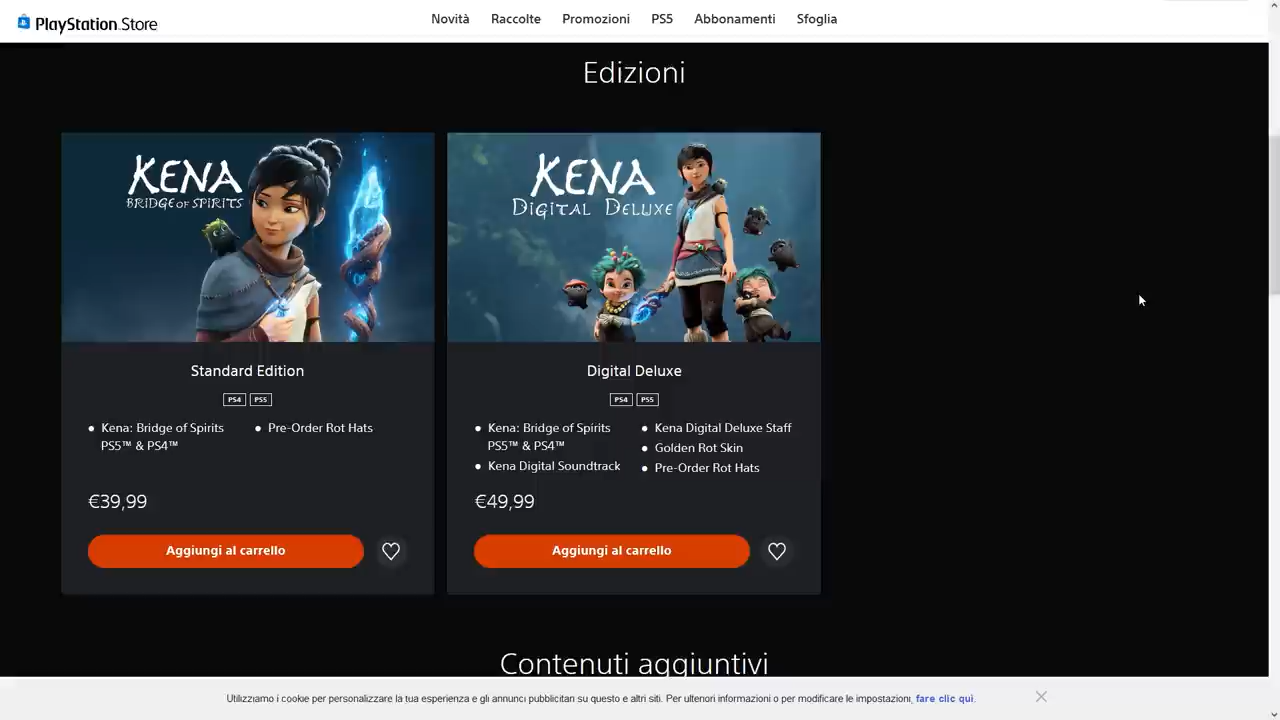 PlayStation Store
Novità Raccolte Promozioni PS5 Abbonamenti Sfoglia
Edizioni
KENA
BRIDGE OF SPIRITS
Standard Edition
PS4 PS5
• Kena: Bridge of Spirits
PS5™ & PS4™
• Pre-Order Rot Hats
€39,99
Aggiungi al carrello
KENA
DIGITAL DELUXE
Digital Deluxe
PS4 PS5
• Kena: Bridge of Spirits
PS5™ & PS4™
• Kena Digital Soundtrack
• Kena Digital Deluxe Staff
• Golden Rot Skin
• Pre-Order Rot Hats
€49,99
Aggiungi al carrello
Contenuti aggiuntivi
Utilizziamo i cookie per personalizzare la tua esperienza e gli annunci pubblicitari su questo e altri siti. Per ulteriori informazioni o per modificare le impostazioni, fare clic qui.